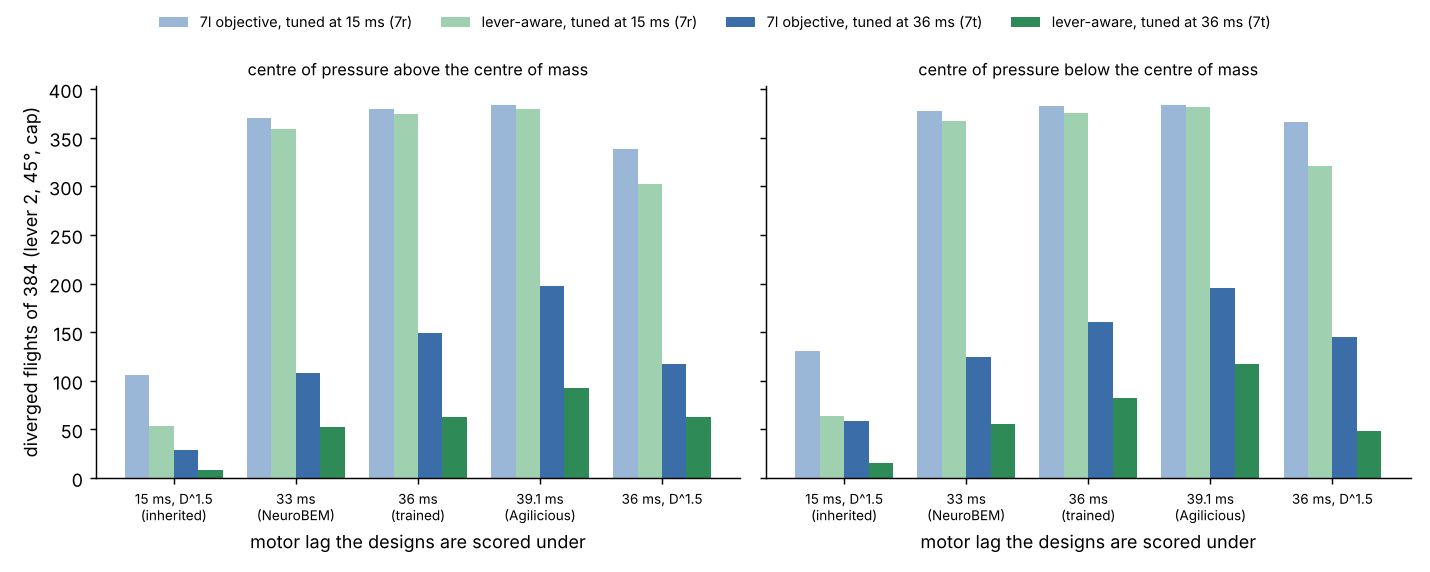 7l objective, tuned at 15 ms (7r)
lever-aware, tuned at 15 ms (7r)
7l objective, tuned at 36 ms (7t)
lever-aware, tuned at 36 ms (7t)
centre of pressure above the centre of mass
diverged flights of 384 (lever 2, 45°, cap)
400
350
300
250
200
150
100
50
0
15 ms, D^1.5
(inherited)
33 ms
(NeuroBEM)
36 ms
(trained)
39.1 ms
(Agilicious)
36 ms, D^1.5
motor lag the designs are scored under
centre of pressure below the centre of mass
15 ms, D^1.5
(inherited)
33 ms
(NeuroBEM)
36 ms
(trained)
39.1 ms
(Agilicious)
36 ms, D^1.5
motor lag the designs are scored under